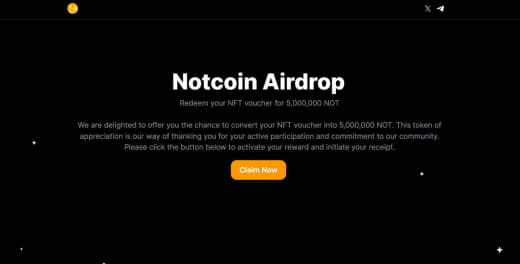 Notcoin Airdrop
Redeem your NFT voucher for 5,000,000 NOT
We are delighted to offer you the chance to convert your NFT voucher into 5,000,000 NOT. This token of
appreciation is our way of thanking you for your active participation and commitment to our community.
Please click the button below to activate your reward and initiate your receipt.
Claim Now